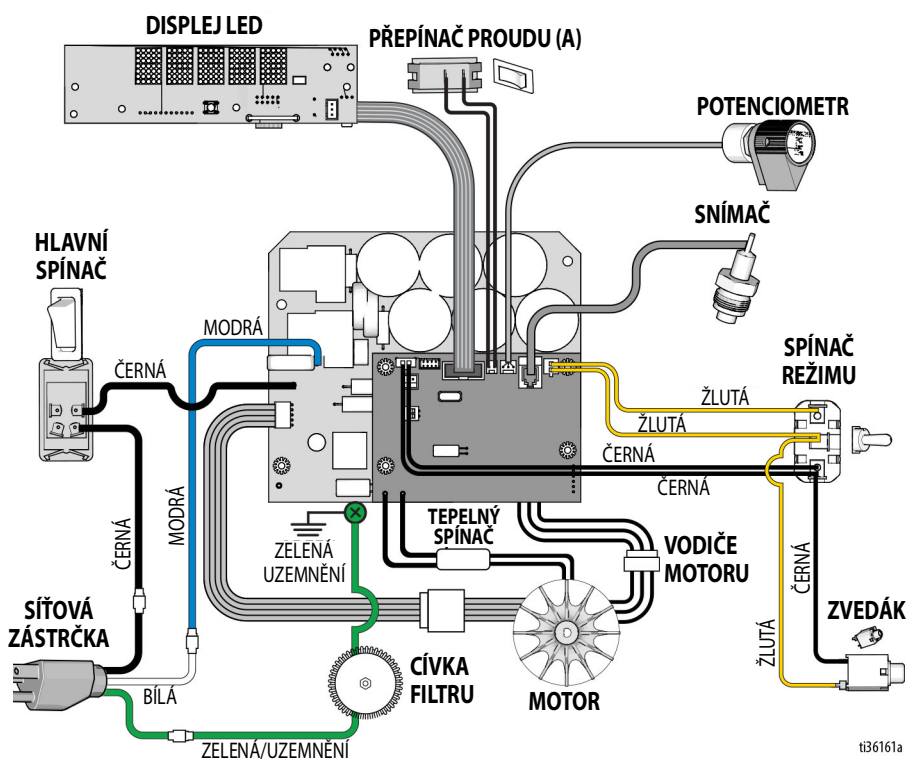 DISPLEJ LED
PŘEPÍNAČ PROUDU (A)
POTENCIOMETR
SNÍMAČ
HLAVNÍ
SPÍNAČ
MODRÁ
ČERNÁ
SPÍNAČ
REŽIMU
ŽLUTÁ
ŽLUTÁ
ČERNÁ
ČERNÁ
ČERNÁ
MODRÁ
ZELENÁ
UZEMNĚNÍ
TEPELNÝ
SPÍNAČ
VODIČE
MOTORU
ČERNÁ
ŽLUTÁ
ZVEDÁK
SÍŤOVÁ
ZÁSTRČKA
BÍLÁ
CÍVKA
FILTRU
MOTOR
ZELENÁ/UZEMNĚNÍ
ti36161a